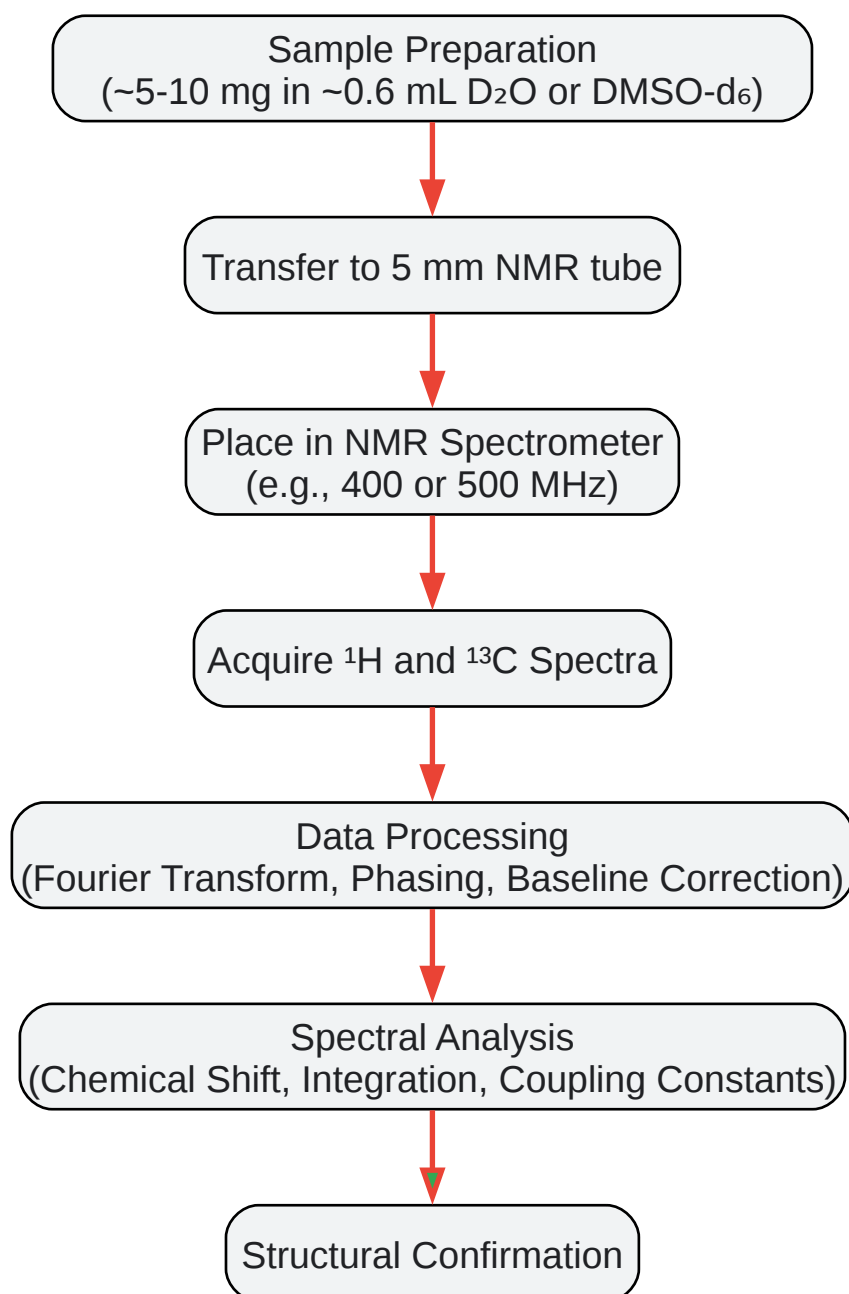 Sample Preparation
(~5-10 mg in ~0.6 mL D₂O or DMSO-d₆)
Transfer to 5 mm NMR tube
Place in NMR Spectrometer
(e.g., 400 or 500 MHz)
Acquire ¹H and ¹³C Spectra
Data Processing
(Fourier Transform, Phasing, Baseline Correction)
Spectral Analysis
(Chemical Shift, Integration, Coupling Constants)
Structural Confirmation